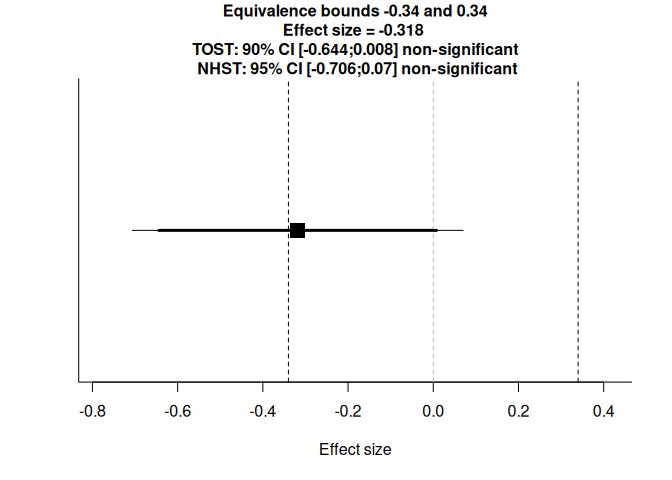 Equivalence bounds -0.34 and 0.34
Effect size = -0.318
TOST: 90% CI [-0.644;0.008] non-significant
NHST: 95% CI [-0.706;0.07] non-significant
-0.8 -0.6 -0.4 -0.2 0.0 0.2 0.4
Effect size